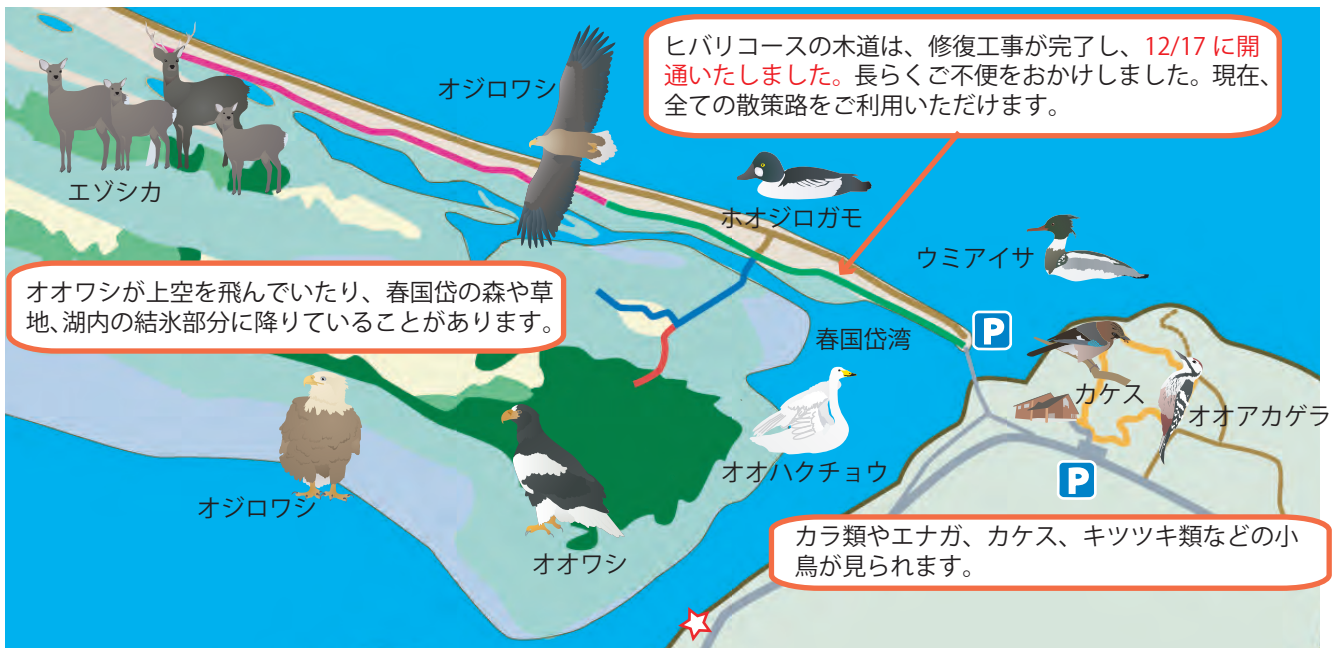 ヒバリコースの木道は、修復工事が完了し、12/17 に開
通いたしました。長らくご不便をおかけしました。現在、
全ての散策路をご利用いただけます。
オジロワシ
エゾシカ
ホオジロガモ
ウミアイサ
オオワシが上空を飛んでいたり、春国岱の森や草
地、湖内の結氷部分に降りていることがあります。
春国岱湾
P
カケス
オオアカゲラ
オオハクチョウ
P
オジロワシ
オオワシ
カラ類やエナガ、カケス、キツツキ類などの小
鳥が見られます。